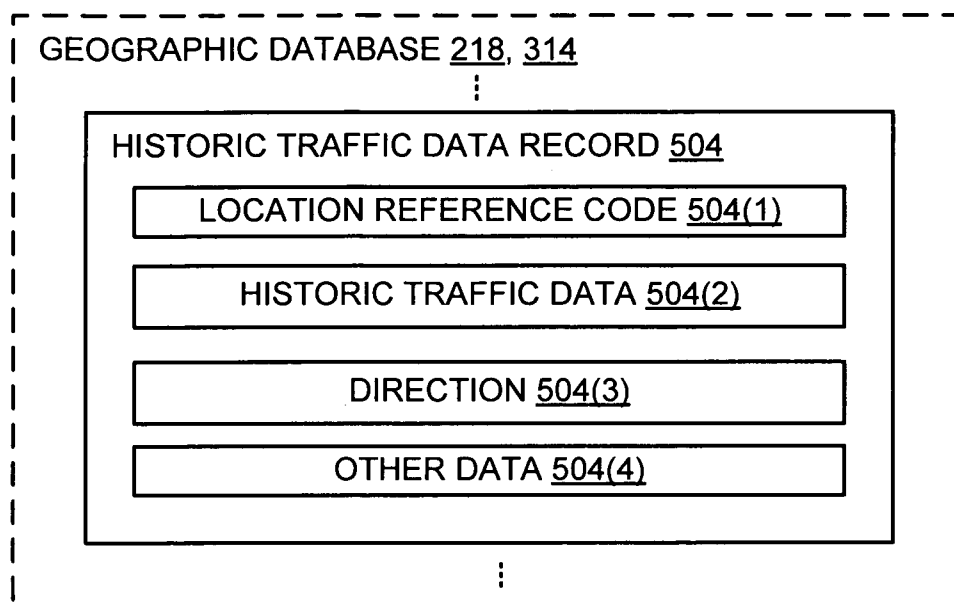 GEOGRAPHIC DATABASE 218, 314
HISTORIC TRAFFIC DATA RECORD 504
LOCATION REFERENCE CODE 504(1)
HISTORIC TRAFFIC DATA 504(2)
DIRECTION 504(3)
OTHER DATA 504(4)